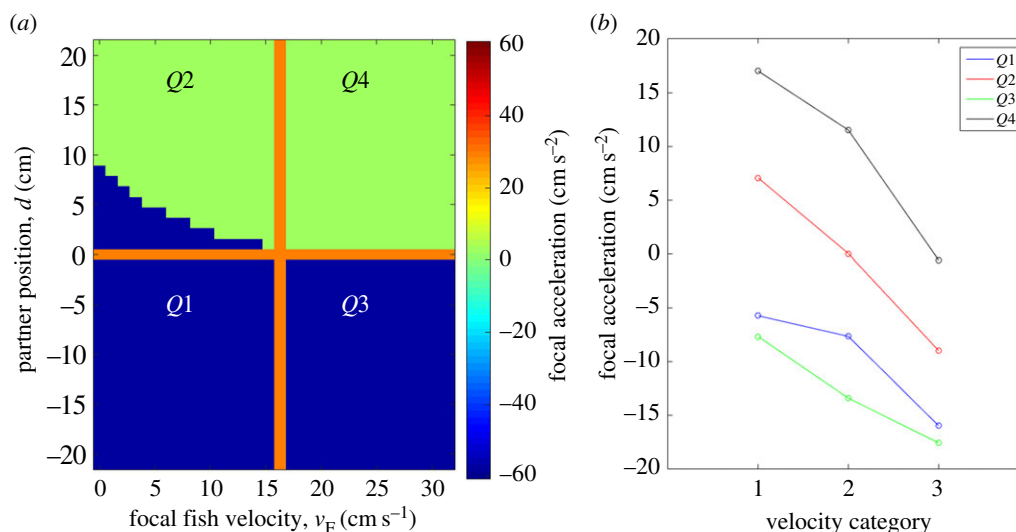 (a)
20
15
10
5
0
−5
−10
−15
−20
partner position, d (cm)
Q2
Q4
Q1
Q3
0 5 10 15 20 25 30
focal fish velocity, vF (cm s−1)
60
40
20
0
−20
−40
−60
focal acceleration (cm s−2)
(b)
20
15
10
5
0
−5
−10
−15
−20
focal acceleration (cm s−2)
Q1
Q2
Q3
Q4
1 2 3
velocity category